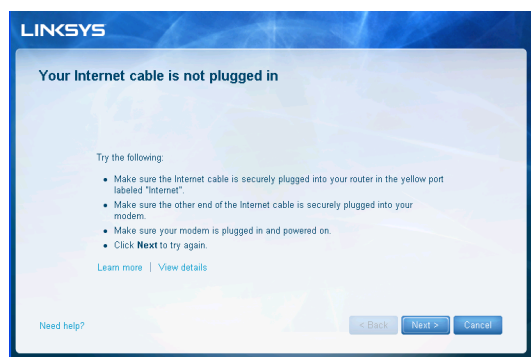 LINKSYS
Your Internet cable is not plugged in
Try the following:
• Make sure the Internet cable is securely plugged into your router in the yellow port
labeled "Internet".
• Make sure the other end of the Internet cable is securely plugged into your
modem.
• Make sure your modem is plugged in and powered on.
• Click Next to try again.
Learn more | View details
Need help? < Back Next > Cancel